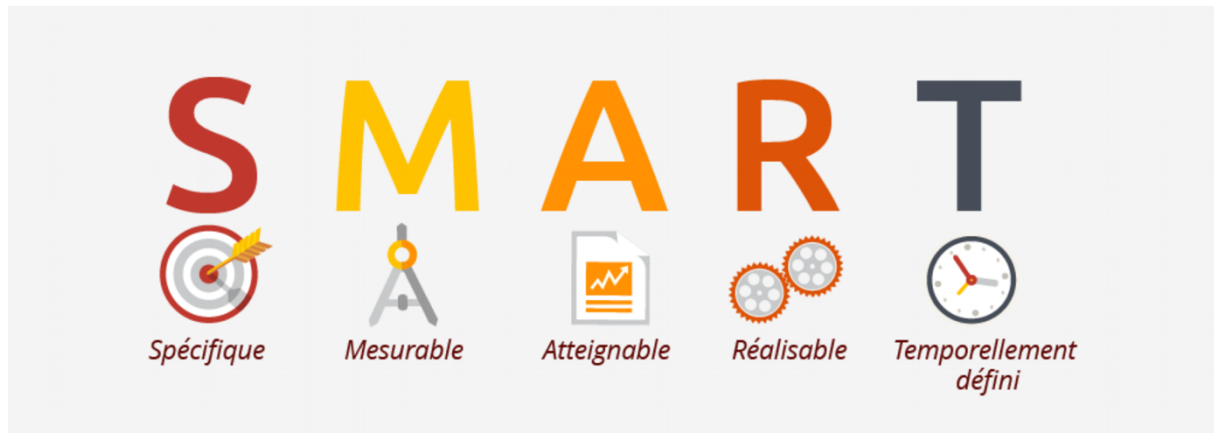 S M A R T
Spécifique Mesurable Atteignable Réalisable Temporellement
défini